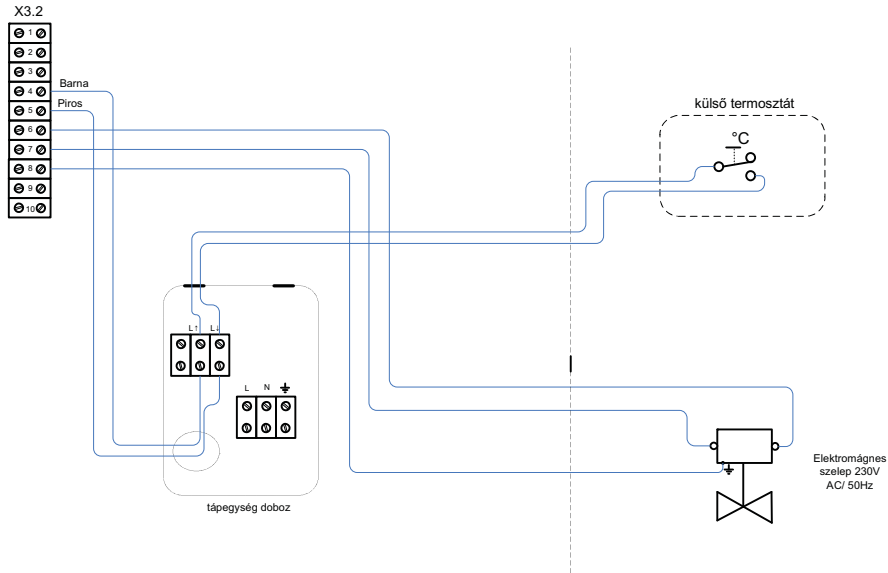 X3.2
1
2
3
4
5
6
7
8
9
10
Barna
Piros
külső termosztát
°C
L↑ L↓
L N
tápegység doboz
Elektromágnes
szelep 230V
AC/ 50Hz